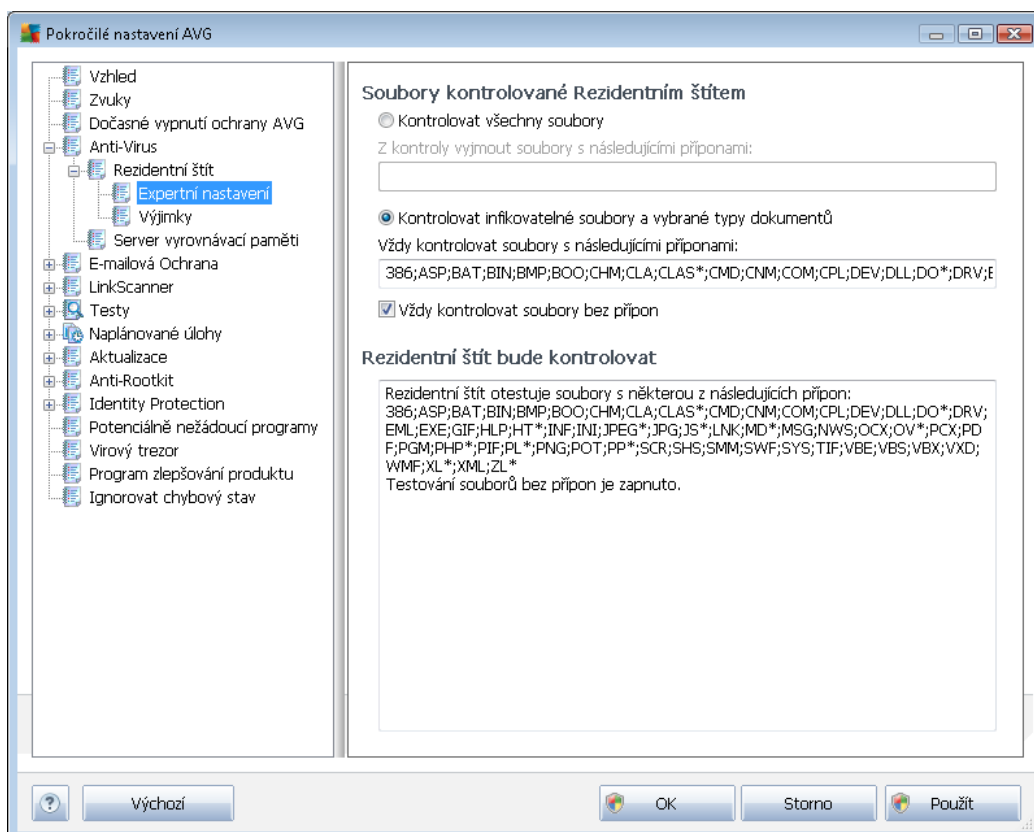 Pokročilé nastavení AVG
Vzhled
Zvuky
Dočasné vypnutí ochrany AVG
Anti-Virus
Rezidentní štít
Expertní nastavení
Výjimky
Server vyrovnávací paměti
E-mailová Ochrana
LinkScanner
Testy
Naplánované úlohy
Aktualizace
Anti-Rootkit
Identity Protection
Potenciálně nežádoucí programy
Virový trezor
Program zlepšování produktu
Ignorovat chybový stav
Soubory kontrolované Rezidentním štítem
Kontrolovat všechny soubory
Z kontroly vyjmout soubory s následujícími příponami:
Kontrolovat infikovatelné soubory a vybrané typy dokumentů
Vždy kontrolovat soubory s následujícími příponami:
386;ASP;BAT;BIN;BMP;BOO;CHM;CLA;CLAS*;CMD;CNM;COM;CPL;DEV;DLL;DO*;DRV;E
Vždy kontrolovat soubory bez přípon
Rezidentní štít bude kontrolovat
Rezidentní štít otestuje soubory s některou z následujících přípon:
386;ASP;BAT;BIN;BMP;BOO;CHM;CLA;CLAS*;CMD;CNM;COM;CPL;DEV;DLL;DO*;DRV;
EML;EXE;GIF;HLP;HT*;INF;INI;JPEG*;JPG;JS*;LNK;MD*;MSG;NWS;OCX;OV*;PCX;PD
F;PGM;PHP*;PIF;PL*;PNG;POT;PP*;SCR;SHS;SMM;SWF;SYS;TIF;VBE;VBS;VBX;VXD;
WMF;XL*;XML;ZL*
Testování souborů bez přípon je zapnuto.
?
Výchozí
OK
Storno
Použít